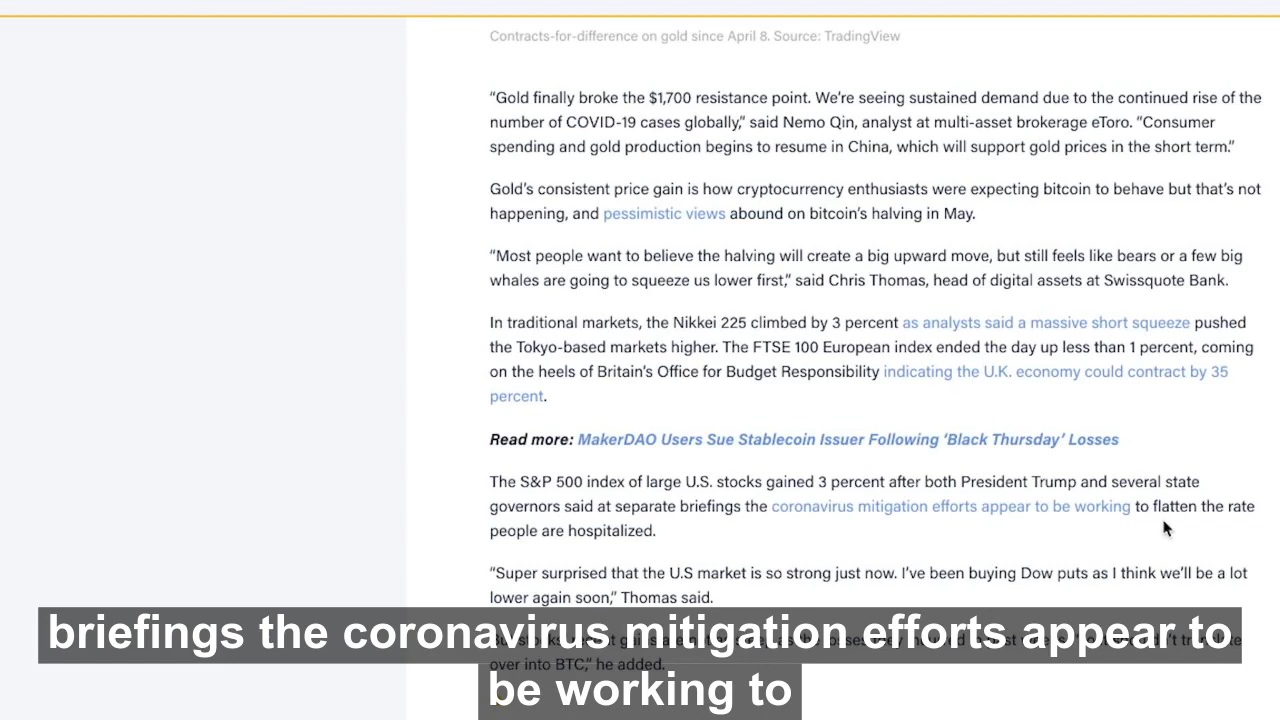 Contracts-for-difference on gold since April 8. Source: TradingView
“Gold finally broke the $1,700 resistance point. We’re seeing sustained demand due to the continued rise of the
number of COVID-19 cases globally,” said Nemo Qin, analyst at multi-asset brokerage eToro. “Consumer
spending and gold production begins to resume in China, which will support gold prices in the short term.”
Gold’s consistent price gain is how cryptocurrency enthusiasts were expecting bitcoin to behave but that’s not
happening, and pessimistic views abound on bitcoin’s halving in May.
“Most people want to believe the halving will create a big upward move, but still feels like bears or a few big
whales are going to squeeze us lower first,” said Chris Thomas, head of digital assets at Swissquote Bank.
In traditional markets, the Nikkei 225 climbed by 3 percent as analysts said a massive short squeeze pushed
the Tokyo-based markets higher. The FTSE 100 European index ended the day up less than 1 percent, coming
on the heels of Britain’s Office for Budget Responsibility indicating the U.K. economy could contract by 35
percent.
Read more: MakerDAO Users Sue Stablecoin Issuer Following ‘Black Thursday’ Losses
The S&P 500 index of large U.S. stocks gained 3 percent after both President Trump and several state
governors said at separate briefings the coronavirus mitigation efforts appear to be working to flatten the rate
people are hospitalized.
“Super surprised that the U.S market is so strong just now. I’ve been buying Dow puts as I think we’ll be a lot
lower again soon,” Thomas said.
briefings the coronavirus mitigation efforts appear to
over into BTC,” he added.
be working to